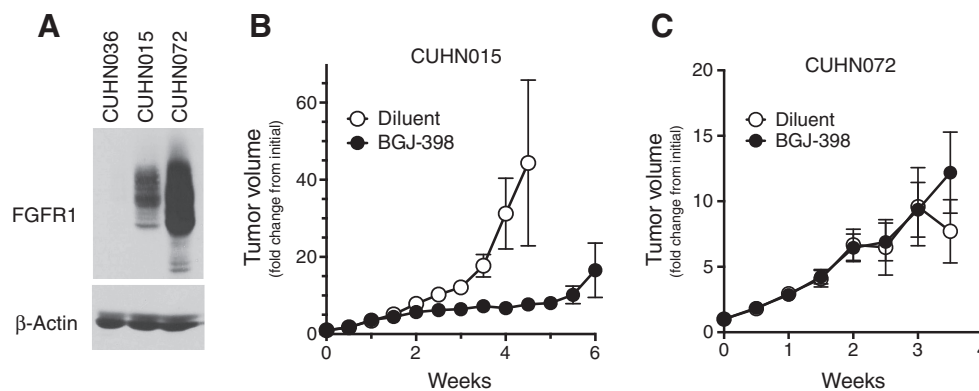 A
CUHN036
CUHN015
CUHN072
FGFR1
β-Actin
B
CUHN015
Diluent
BGJ-398
Tumor volume
(fold change from initial)
60
40
20
0
0
2
4
6
Weeks
C
CUHN072
Diluent
BGJ-398
Tumor volume
(fold change from initial)
20
15
10
5
0
0
1
2
3
4
Weeks